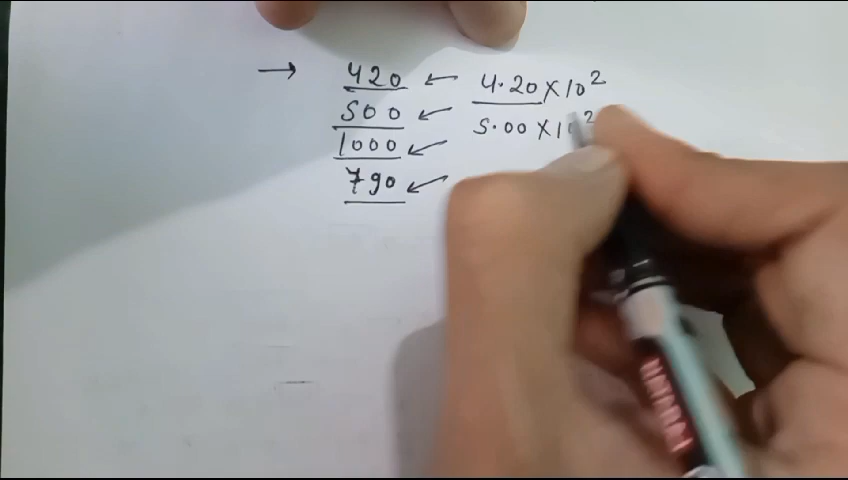 → 420 ← 4.20 × 10²
500 ← 5.00 × 10²
1000 ←
790 ←